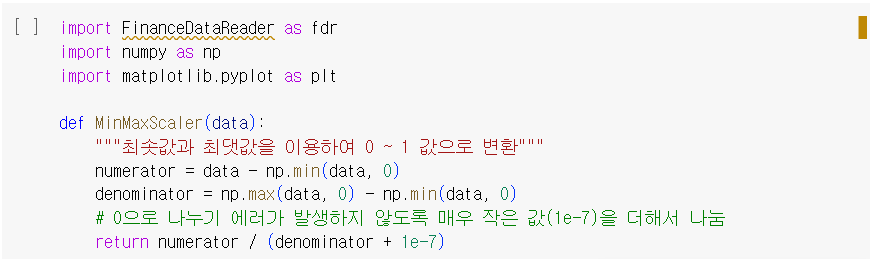 [ ] import FinanceDataReader as fdr
import numpy as np
import matplotlib.pyplot as plt
def MinMaxScaler(data):
"""최솟값과 최댓값을 이용하여 0 ~ 1 값으로 변환"""
numerator = data - np.min(data, 0)
denominator = np.max(data, 0) - np.min(data, 0)
# 0으로 나누기 에러가 발생하지 않도록 매우 작은 값(1e-7)을 더해서 나눔
return numerator / (denominator + 1e-7)